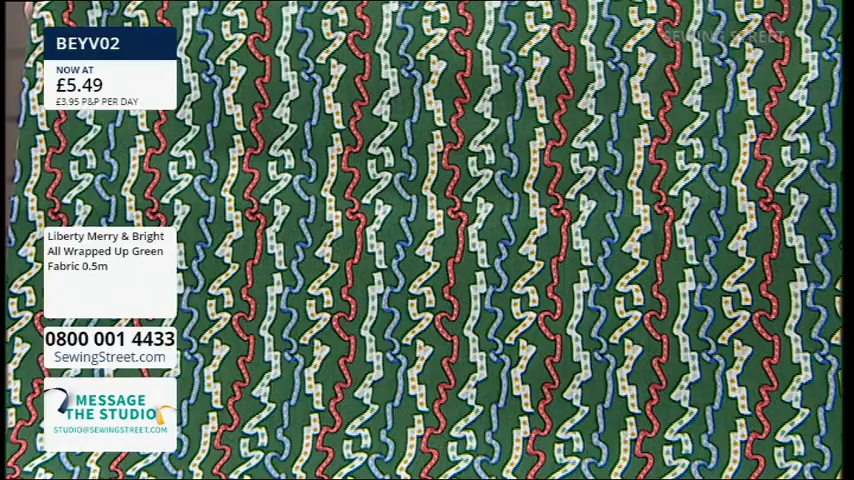 BEYV02
SEWING STREET
NOW AT
£5.49
£3.95 P&P PER DAY
Liberty Merry & Bright
All Wrapped Up Green
Fabric 0.5m
0800 001 4433
SewingStreet.com
MESSAGE
THE STUDIO
STUDIO@SEWINGSTREET.COM